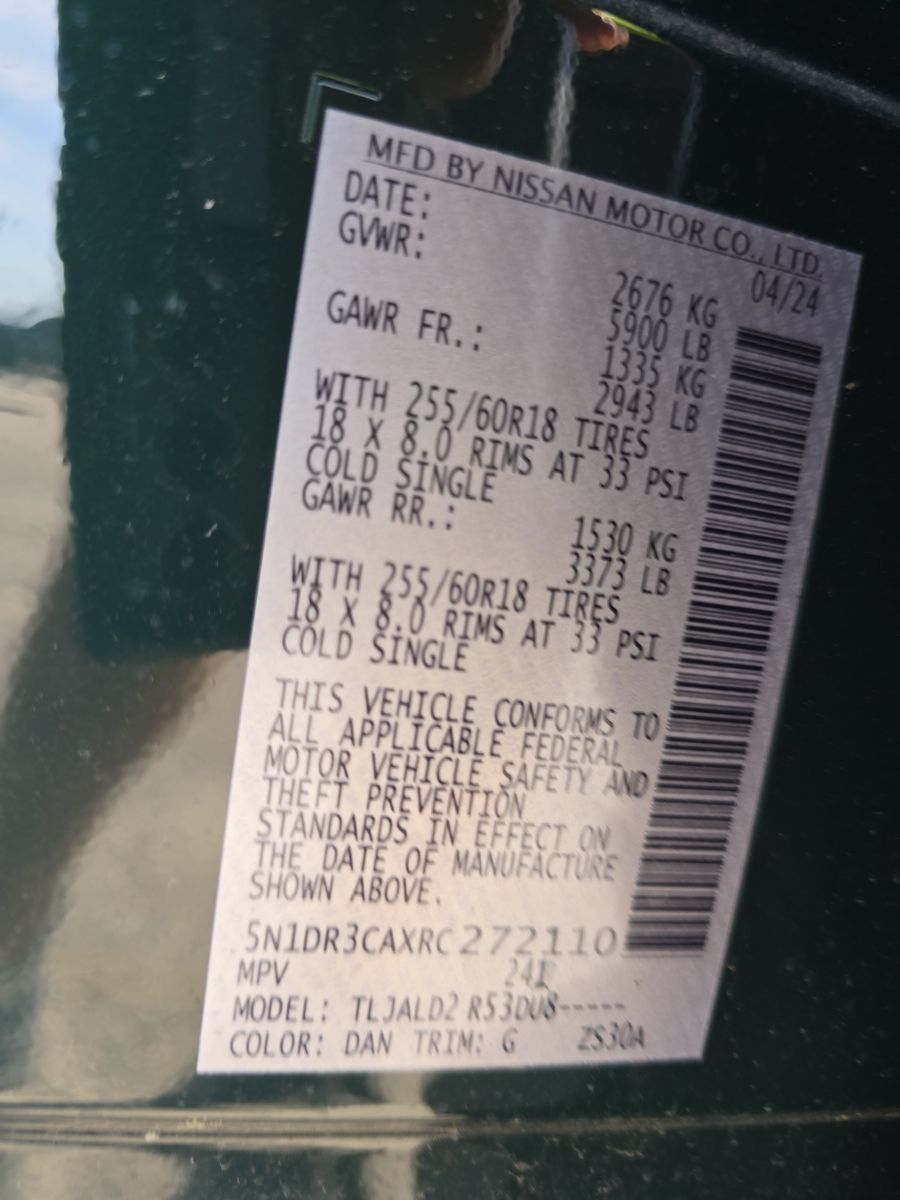 MFD BY NISSAN MOTOR CO., LTD.
DATE: 04/24
GVWR: 2676 KG
5900 LB
GAWR FR.: 1335 KG
2943 LB
WITH 255/60R18 TIRES
18 X 8.0 RIMS AT 33 PSI
COLD SINGLE
GAWR RR.: 1530 KG
3373 LB
WITH 255/60R18 TIRES
18 X 8.0 RIMS AT 33 PSI
COLD SINGLE
THIS VEHICLE CONFORMS TO
ALL APPLICABLE FEDERAL
MOTOR VEHICLE SAFETY AND
THEFT PREVENTION
STANDARDS IN EFFECT ON
THE DATE OF MANUFACTURE
SHOWN ABOVE.
5N1DR3CAXRC272110
MPV 24I
MODEL: TLJALD2 R53DU8-----
COLOR: DAN TRIM: G ZS30A